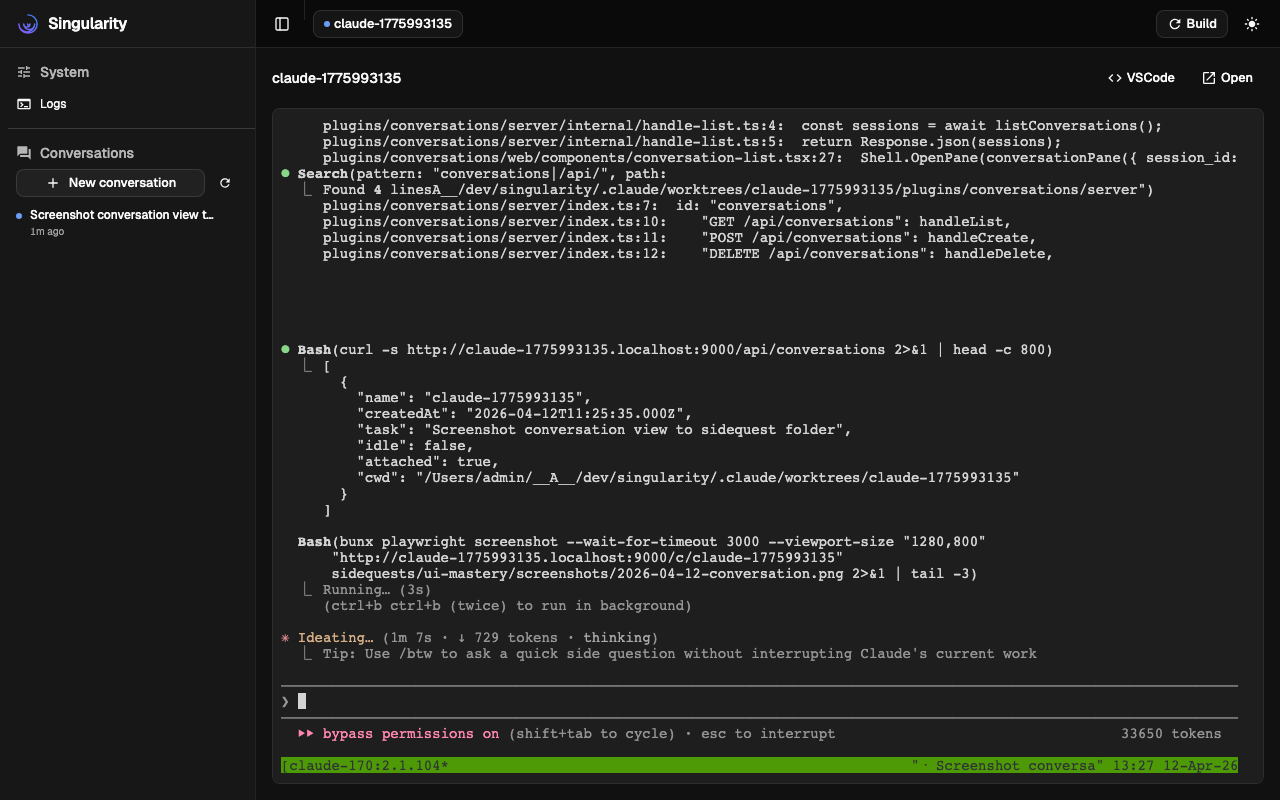 Singularity
claude-1775993135
Build
System
Logs
Conversations
New conversation
Screenshot conversation view t…
1m ago
claude-1775993135
VSCode
Open
plugins/conversations/server/internal/handle-list.ts:4:  const sessions = await listConversations();
plugins/conversations/server/internal/handle-list.ts:5:  return Response.json(sessions);
plugins/conversations/web/components/conversation-list.tsx:27:  Shell.OpenPane(conversationPane({ session_id:
● Search(pattern: "conversations|/api/", path:
⎿ Found 4 linesA__/dev/singularity/.claude/worktrees/claude-1775993135/plugins/conversations/server")
plugins/conversations/server/index.ts:7:  id: "conversations",
plugins/conversations/server/index.ts:10:    "GET /api/conversations": handleList,
plugins/conversations/server/index.ts:11:    "POST /api/conversations": handleCreate,
plugins/conversations/server/index.ts:12:    "DELETE /api/conversations": handleDelete,
● Bash(curl -s http://claude-1775993135.localhost:9000/api/conversations 2>&1 | head -c 800)
⎿ [
{
"name": "claude-1775993135",
"createdAt": "2026-04-12T11:25:35.000Z",
"task": "Screenshot conversation view to sidequest folder",
"idle": false,
"attached": true,
"cwd": "/Users/admin/__A__/dev/singularity/.claude/worktrees/claude-1775993135"
}
]
Bash(bunx playwright screenshot --wait-for-timeout 3000 --viewport-size "1280,800"
"http://claude-1775993135.localhost:9000/c/claude-1775993135"
sidequests/ui-mastery/screenshots/2026-04-12-conversation.png 2>&1 | tail -3)
⎿ Running… (3s)
(ctrl+b ctrl+b (twice) to run in background)
✳ Ideating… (1m 7s · ↓ 729 tokens · thinking)
⎿ Tip: Use /btw to ask a quick side question without interrupting Claude's current work
❯
⏵⏵ bypass permissions on (shift+tab to cycle) · esc to interrupt 33650 tokens
[claude-170:2.1.104* "· Screenshot conversa" 13:27 12-Apr-26